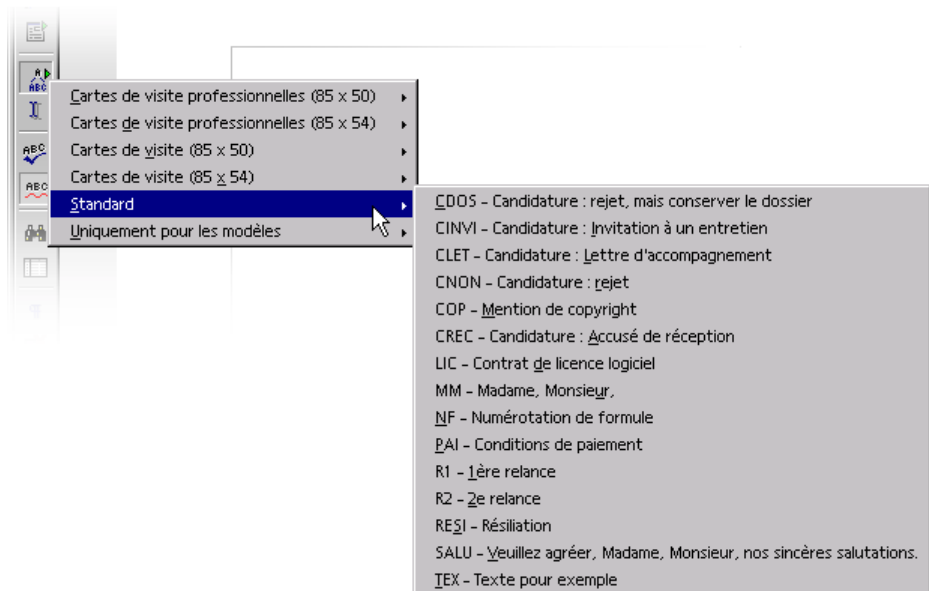 A
ABC
ABC
ABC
Cartes de visite professionnelles (85 x 50)
Cartes de visite professionnelles (85 x 54)
Cartes de visite (85 x 50)
Cartes de visite (85 x 54)
Standard
Uniquement pour les modèles
CDOS - Candidature : rejet, mais conserver le dossier
CINVI - Candidature : Invitation à un entretien
CLET - Candidature : Lettre d'accompagnement
CNON - Candidature : rejet
COP - Mention de copyright
CREC - Candidature : Accusé de réception
LIC - Contrat de licence logiciel
MM - Madame, Monsieur,
NF - Numérotation de formule
PAI - Conditions de paiement
R1 - 1ère relance
R2 - 2e relance
RESI - Résiliation
SALU - Veuillez agréer, Madame, Monsieur, nos sincères salutations.
TEX - Texte pour exemple